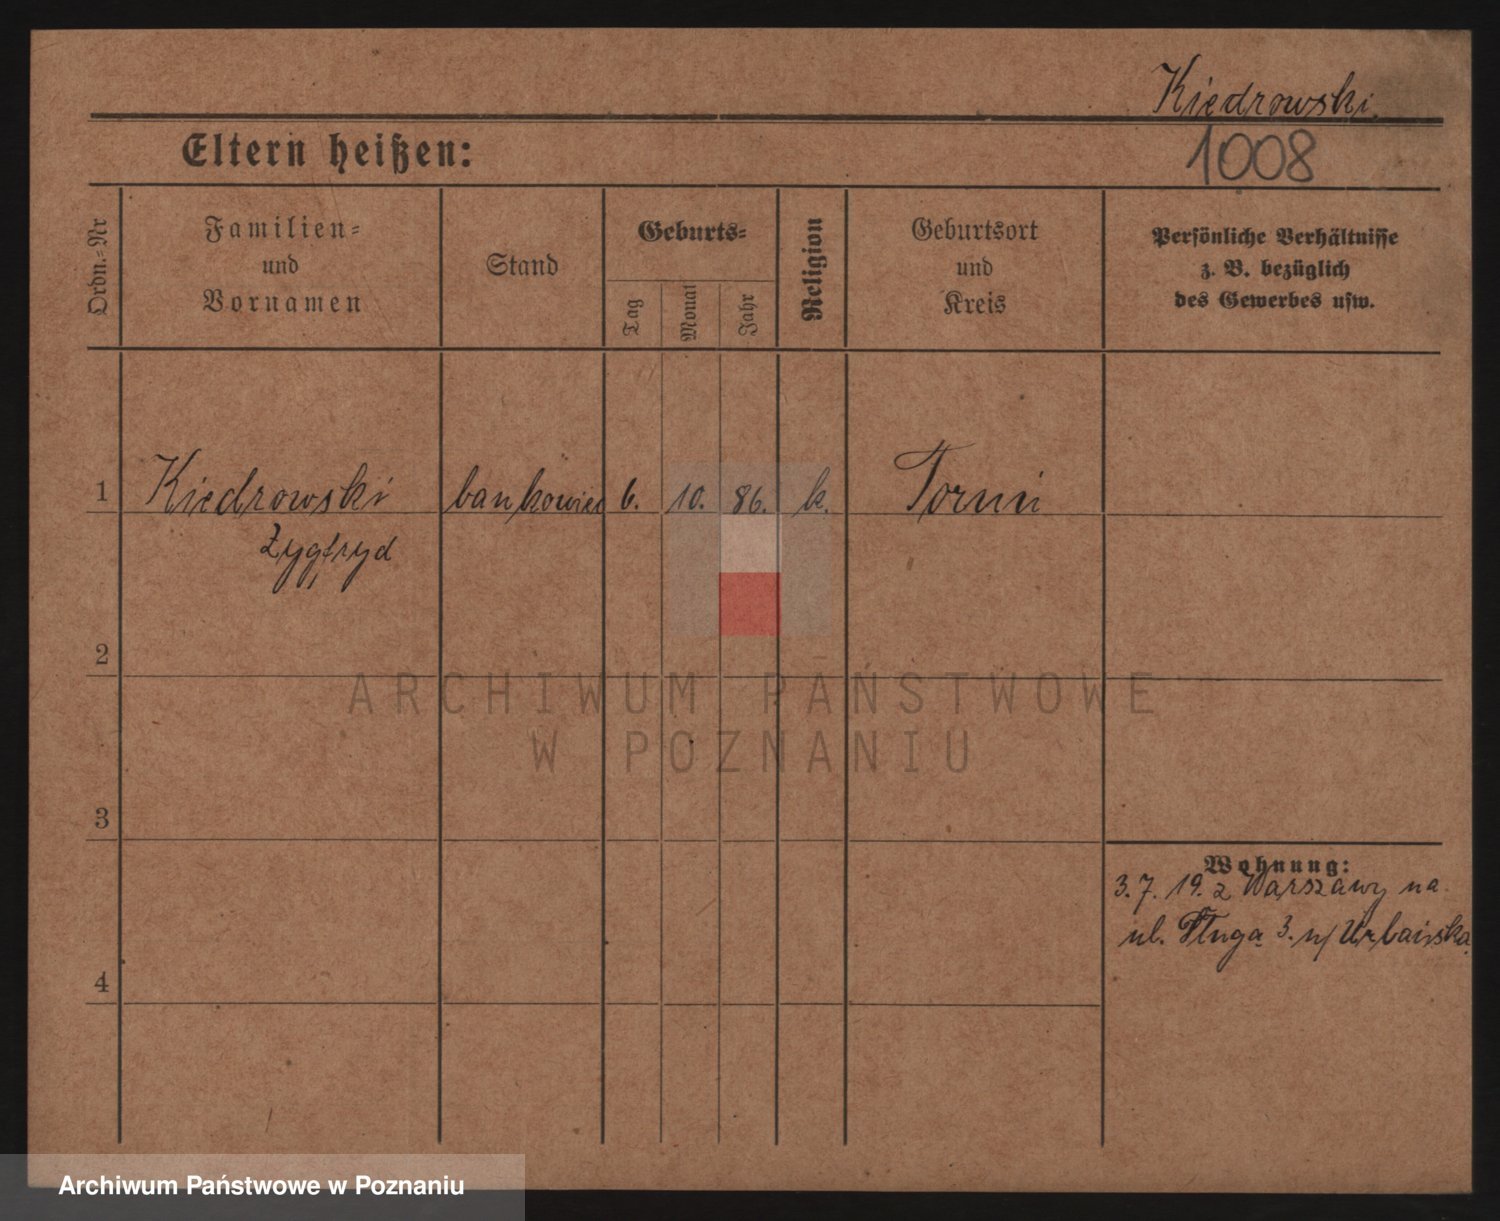 Kiedrowski.
Eltern heißen:
1008
Ordn.-Nr
Familien-
und
Vornamen
Stand
Geburts-
Tag
Monat
Jahr
Religion
Geburtsort
und
Kreis
Persönliche Verhältnisse
z. B. bezüglich
des Gewerbes usw.
1 Kiedrowski bankowiec 6. 10. 86. k. Toruń
Zygfryd
2
ARCHIWUM PAŃSTWOWE
W POZNANIU
3
Wohnung:
3.7.19. z Warszawy na
ul. Długa 3. u/Urbańska
4
Archiwum Państwowe w Poznaniu